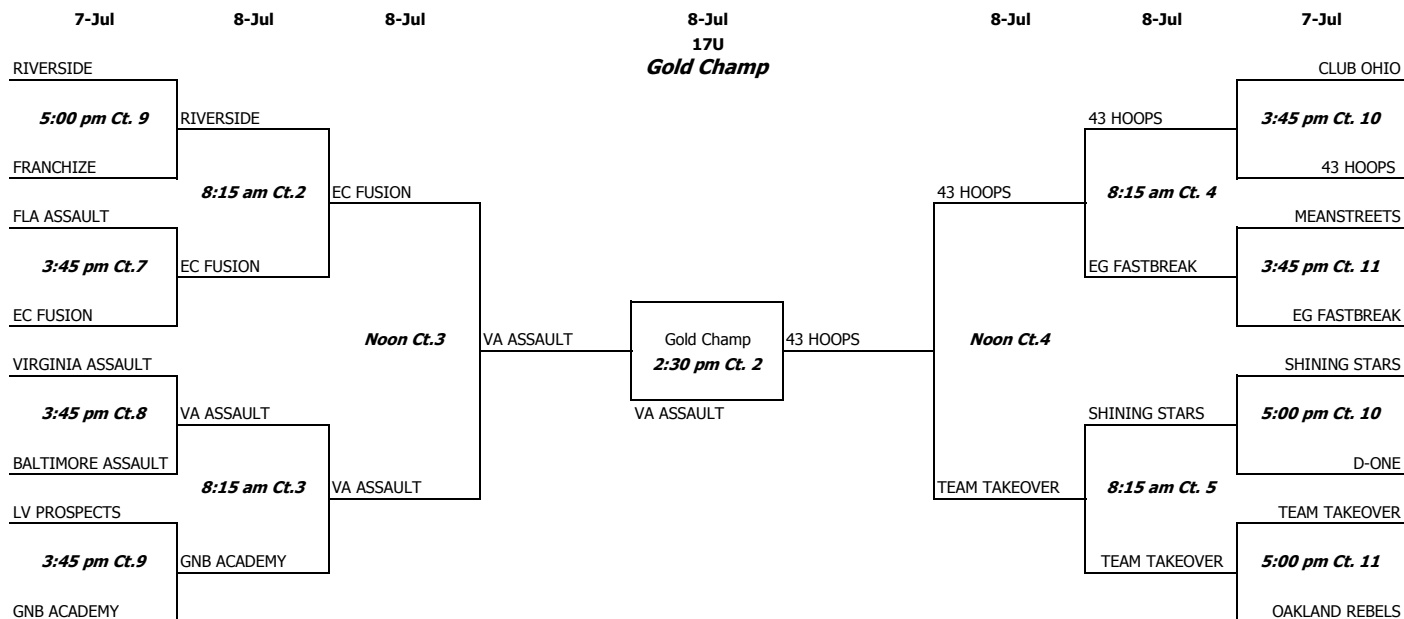 7-Jul 8-Jul 8-Jul 8-Jul 8-Jul 8-Jul 7-Jul
17U
Gold Champ
RIVERSIDE CLUB OHIO
5:00 pm Ct. 9 RIVERSIDE 43 HOOPS 3:45 pm Ct. 10
FRANCHIZE 43 HOOPS
8:15 am Ct.2 EC FUSION 43 HOOPS 8:15 am Ct. 4
FLA ASSAULT MEANSTREETS
3:45 pm Ct.7 EC FUSION EG FASTBREAK 3:45 pm Ct. 11
EC FUSION EG FASTBREAK
Noon Ct.3 VA ASSAULT Gold Champ 43 HOOPS Noon Ct.4
2:30 pm Ct. 2
VIRGINIA ASSAULT SHINING STARS
3:45 pm Ct.8 VA ASSAULT VA ASSAULT SHINING STARS 5:00 pm Ct. 10
BALTIMORE ASSAULT D-ONE
8:15 am Ct.3 VA ASSAULT TEAM TAKEOVER 8:15 am Ct. 5
LV PROSPECTS TEAM TAKEOVER
3:45 pm Ct.9 GNB ACADEMY TEAM TAKEOVER 5:00 pm Ct. 11
GNB ACADEMY OAKLAND REBELS